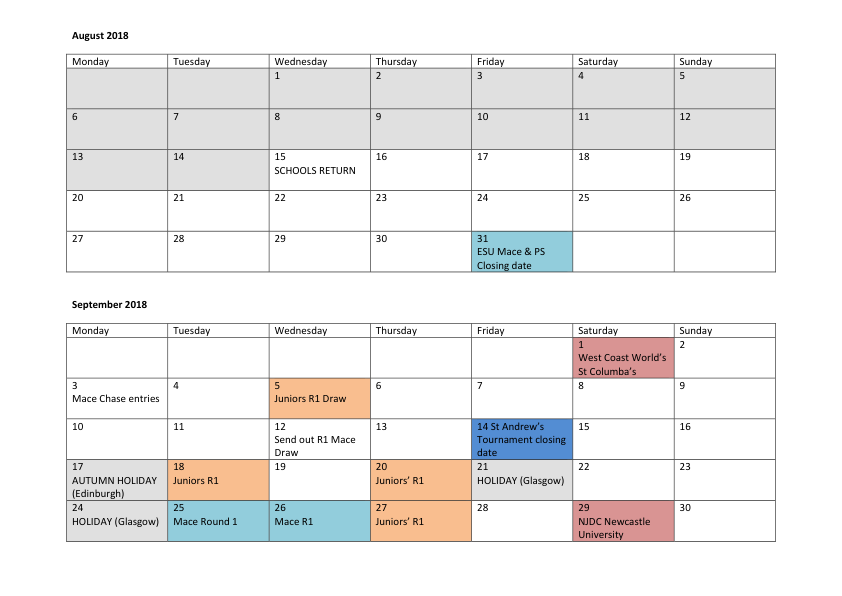 August 2018
Monday Tuesday Wednesday Thursday Friday Saturday Sunday
1 2 3 4 5
6 7 8 9 10 11 12
13 14 15 16 17 18 19
SCHOOLS RETURN
20 21 22 23 24 25 26
27 28 29 30 31
ESU Mace & PS
Closing date
September 2018
Monday Tuesday Wednesday Thursday Friday Saturday Sunday
1 2
West Coast World’s
St Columba’s
3 4 5 6 7 8 9
Mace Chase entries Juniors R1 Draw
10 11 12 13 14 St Andrew’s 15 16
Send out R1 Mace Tournament closing
Draw date
17 18 19 20 21 22 23
AUTUMN HOLIDAY Juniors R1 Juniors’ R1 HOLIDAY (Glasgow)
(Edinburgh)
24 25 26 27 28 29 30
HOLIDAY (Glasgow) Mace Round 1 Mace R1 Juniors’ R1 NJDC Newcastle
University